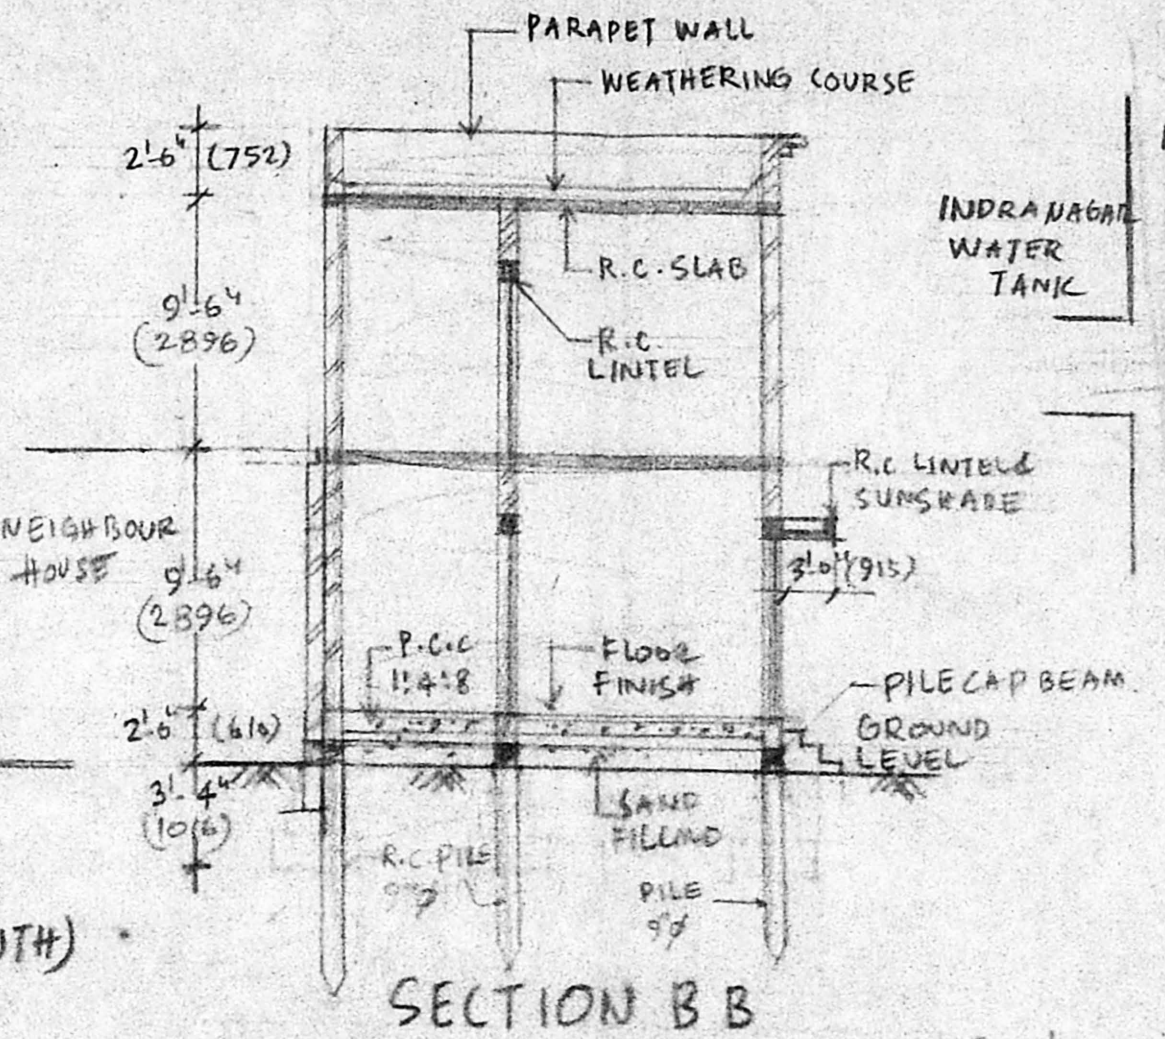 PARAPET WALL
WEATHERING COURSE
2'-6" (752)
INDRANAGAR
WATER
TANK
R.C. SLAB
9'-6"
(2896)
R.C.
LINTEL
R.C LINTEL &
SUNSHADE
NEIGHBOUR
HOUSE
9'-6"
(2896)
3'-0" (915)
P.C.C
1:4:8
FLOOR
FINISH
PILE CAP BEAM.
2'-6" (610)
GROUND
LEVEL
3'-4"
(1016)
SAND
FILLING
R.C. PILE
PILE
9"Ø
UTH)
SECTION B B